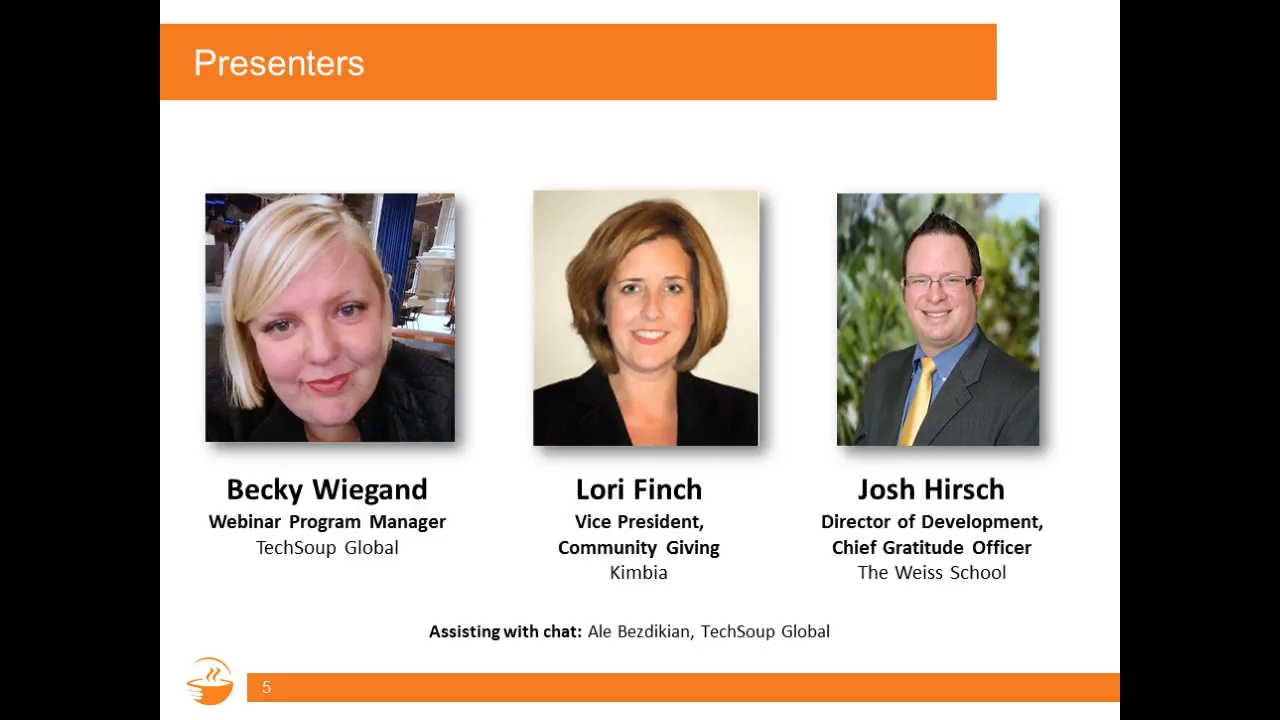 Presenters
Becky Wiegand
Webinar Program Manager
TechSoup Global
Lori Finch
Vice President,
Community Giving
Kimbia
Josh Hirsch
Director of Development,
Chief Gratitude Officer
The Weiss School
Assisting with chat: Ale Bezdikian, TechSoup Global
5